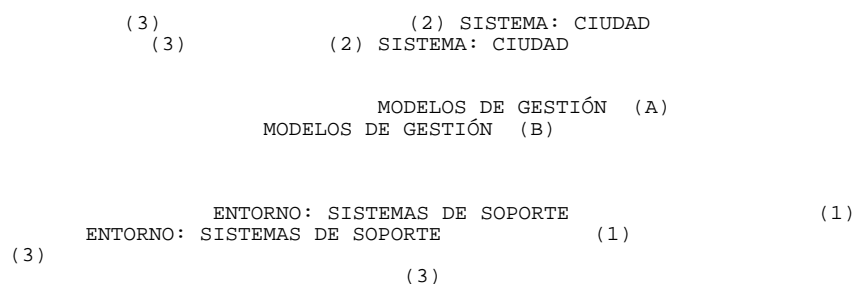 (3) (2) SISTEMA: CIUDAD
(3) (2) SISTEMA: CIUDAD
MODELOS DE GESTIÓN (A)
MODELOS DE GESTIÓN (B)
ENTORNO: SISTEMAS DE SOPORTE (1)
ENTORNO: SISTEMAS DE SOPORTE (1)
(3)
(3)